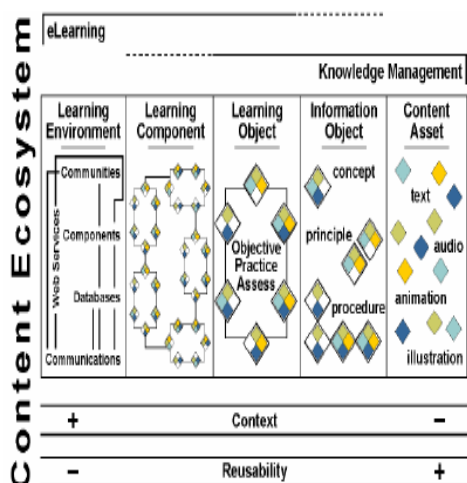 Content Ecosystem
eLearning
Knowledge Management
Learning Environment
Learning Component
Learning Object
Information Object
Content Asset
Web Services
Communities
Components
Databases
Communications
Objective
Practice
Assess
concept
principle
procedure
text
audio
animation
illustration
+ Context −
− Reusability +